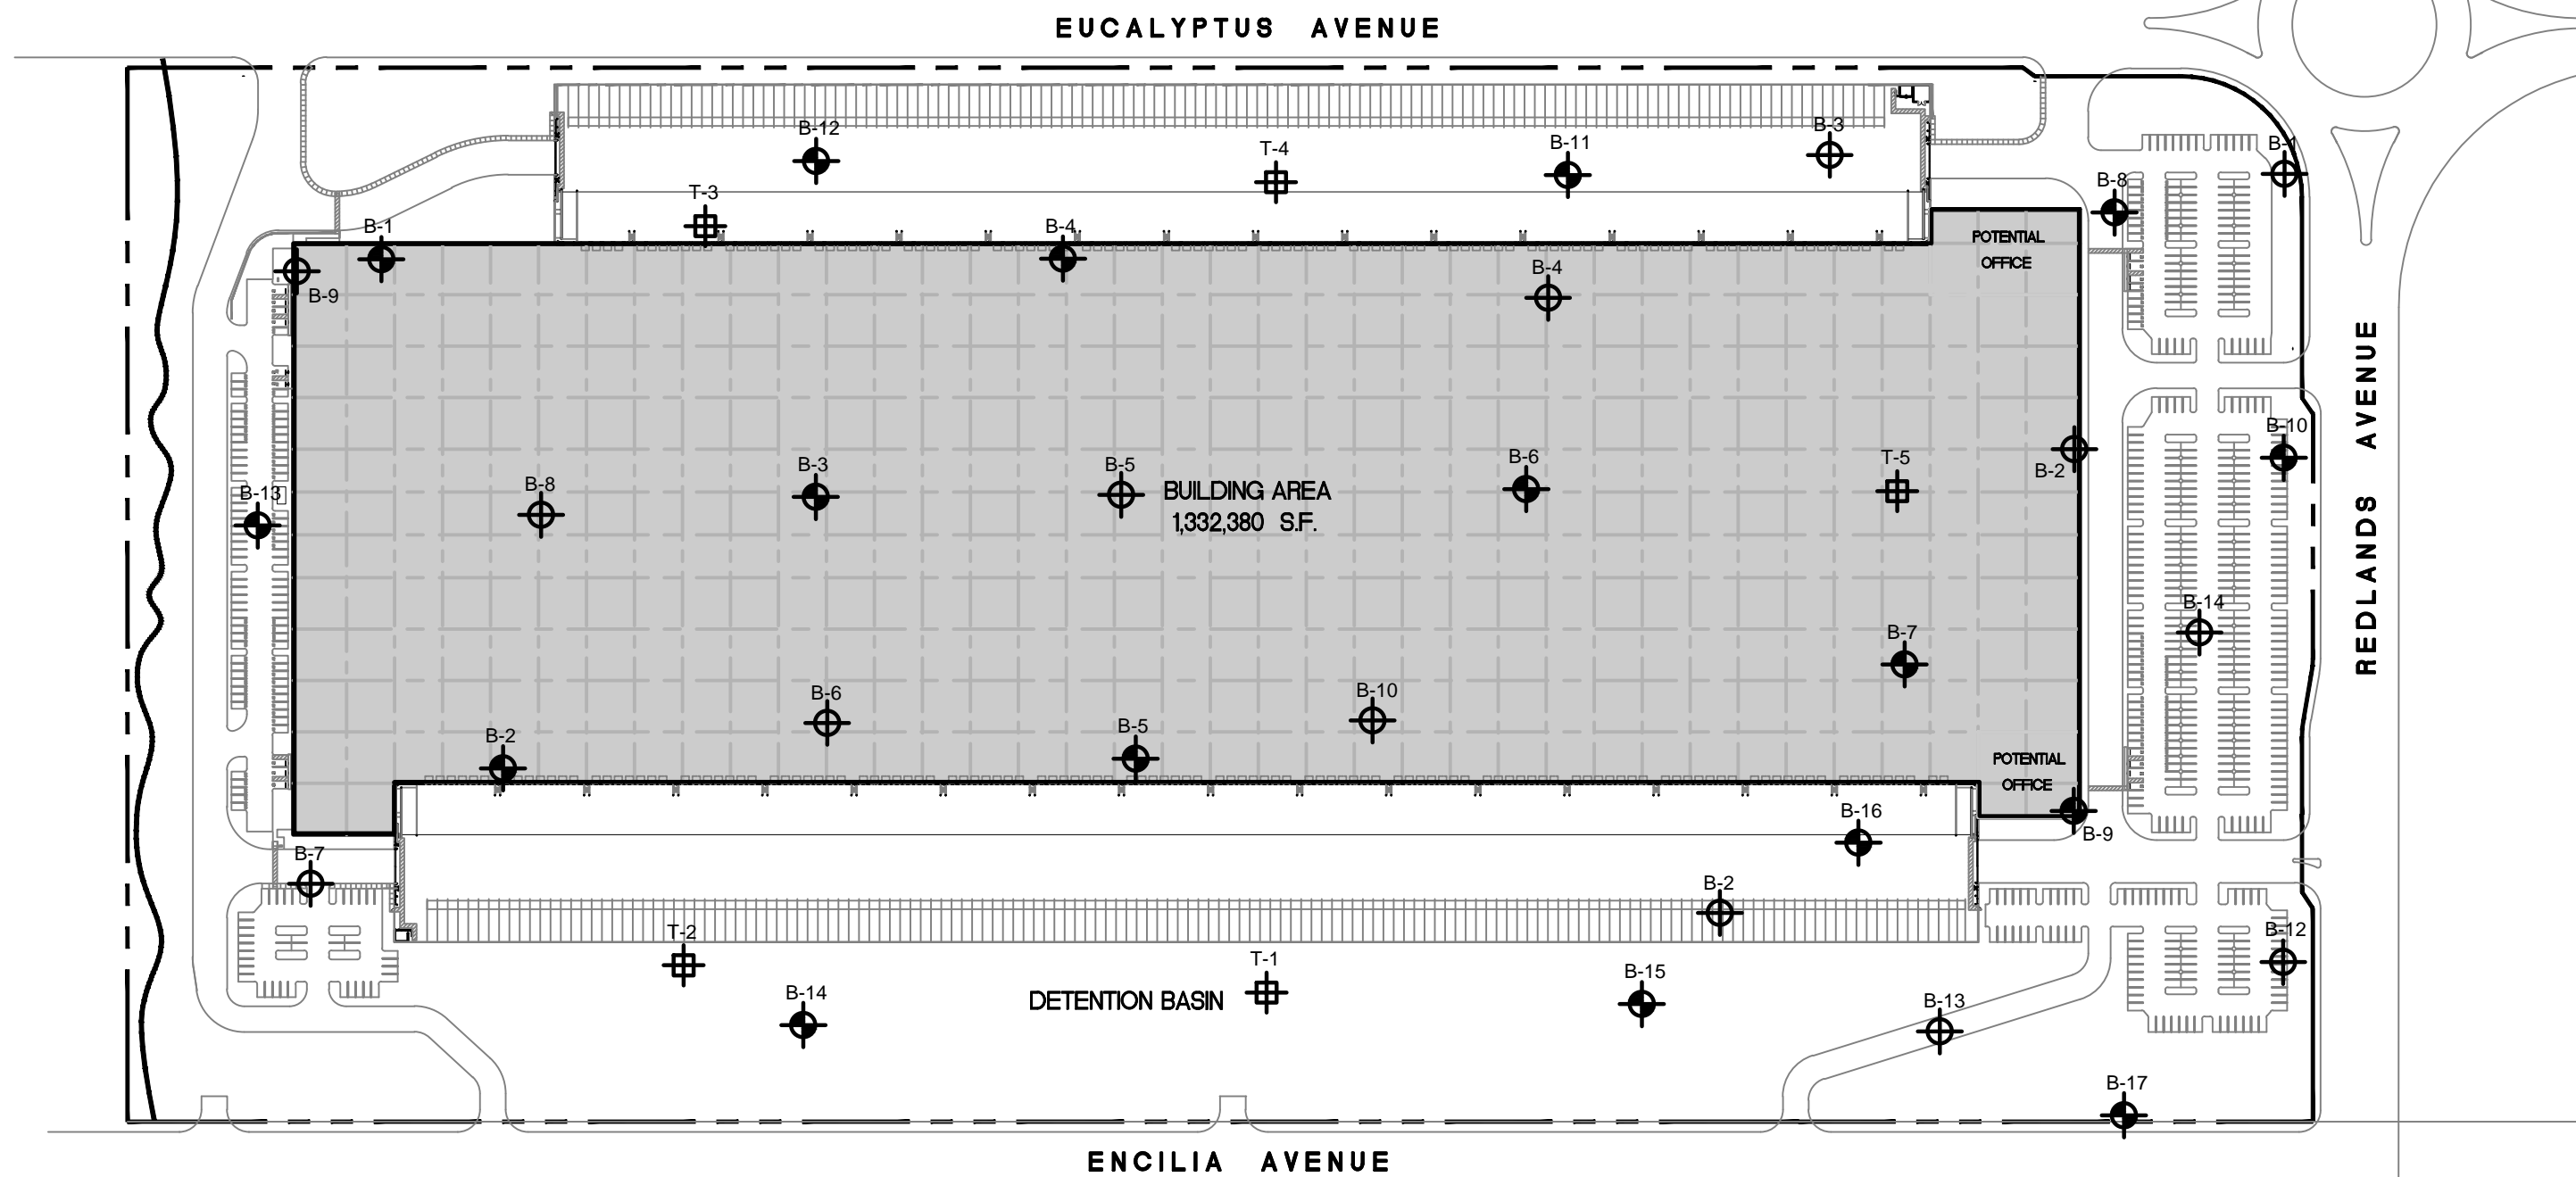 EUCALYPTUS AVENUE
B-12
B-3
T-4
B-11
B-1
T-3
B-8
B-1
B-4
POTENTIAL
OFFICE
B-4
B-9
REDLANDS AVENUE
B-10
B-3
B-5
B-6
T-5
B-2
B-8
BUILDING AREA
1,332,380 S.F.
B-13
B-14
B-7
B-6
B-10
B-5
B-2
POTENTIAL
OFFICE
B-16
B-9
B-7
B-2
T-2
B-12
T-1
B-15
B-14
DETENTION BASIN
B-13
B-17
ENCILIA AVENUE